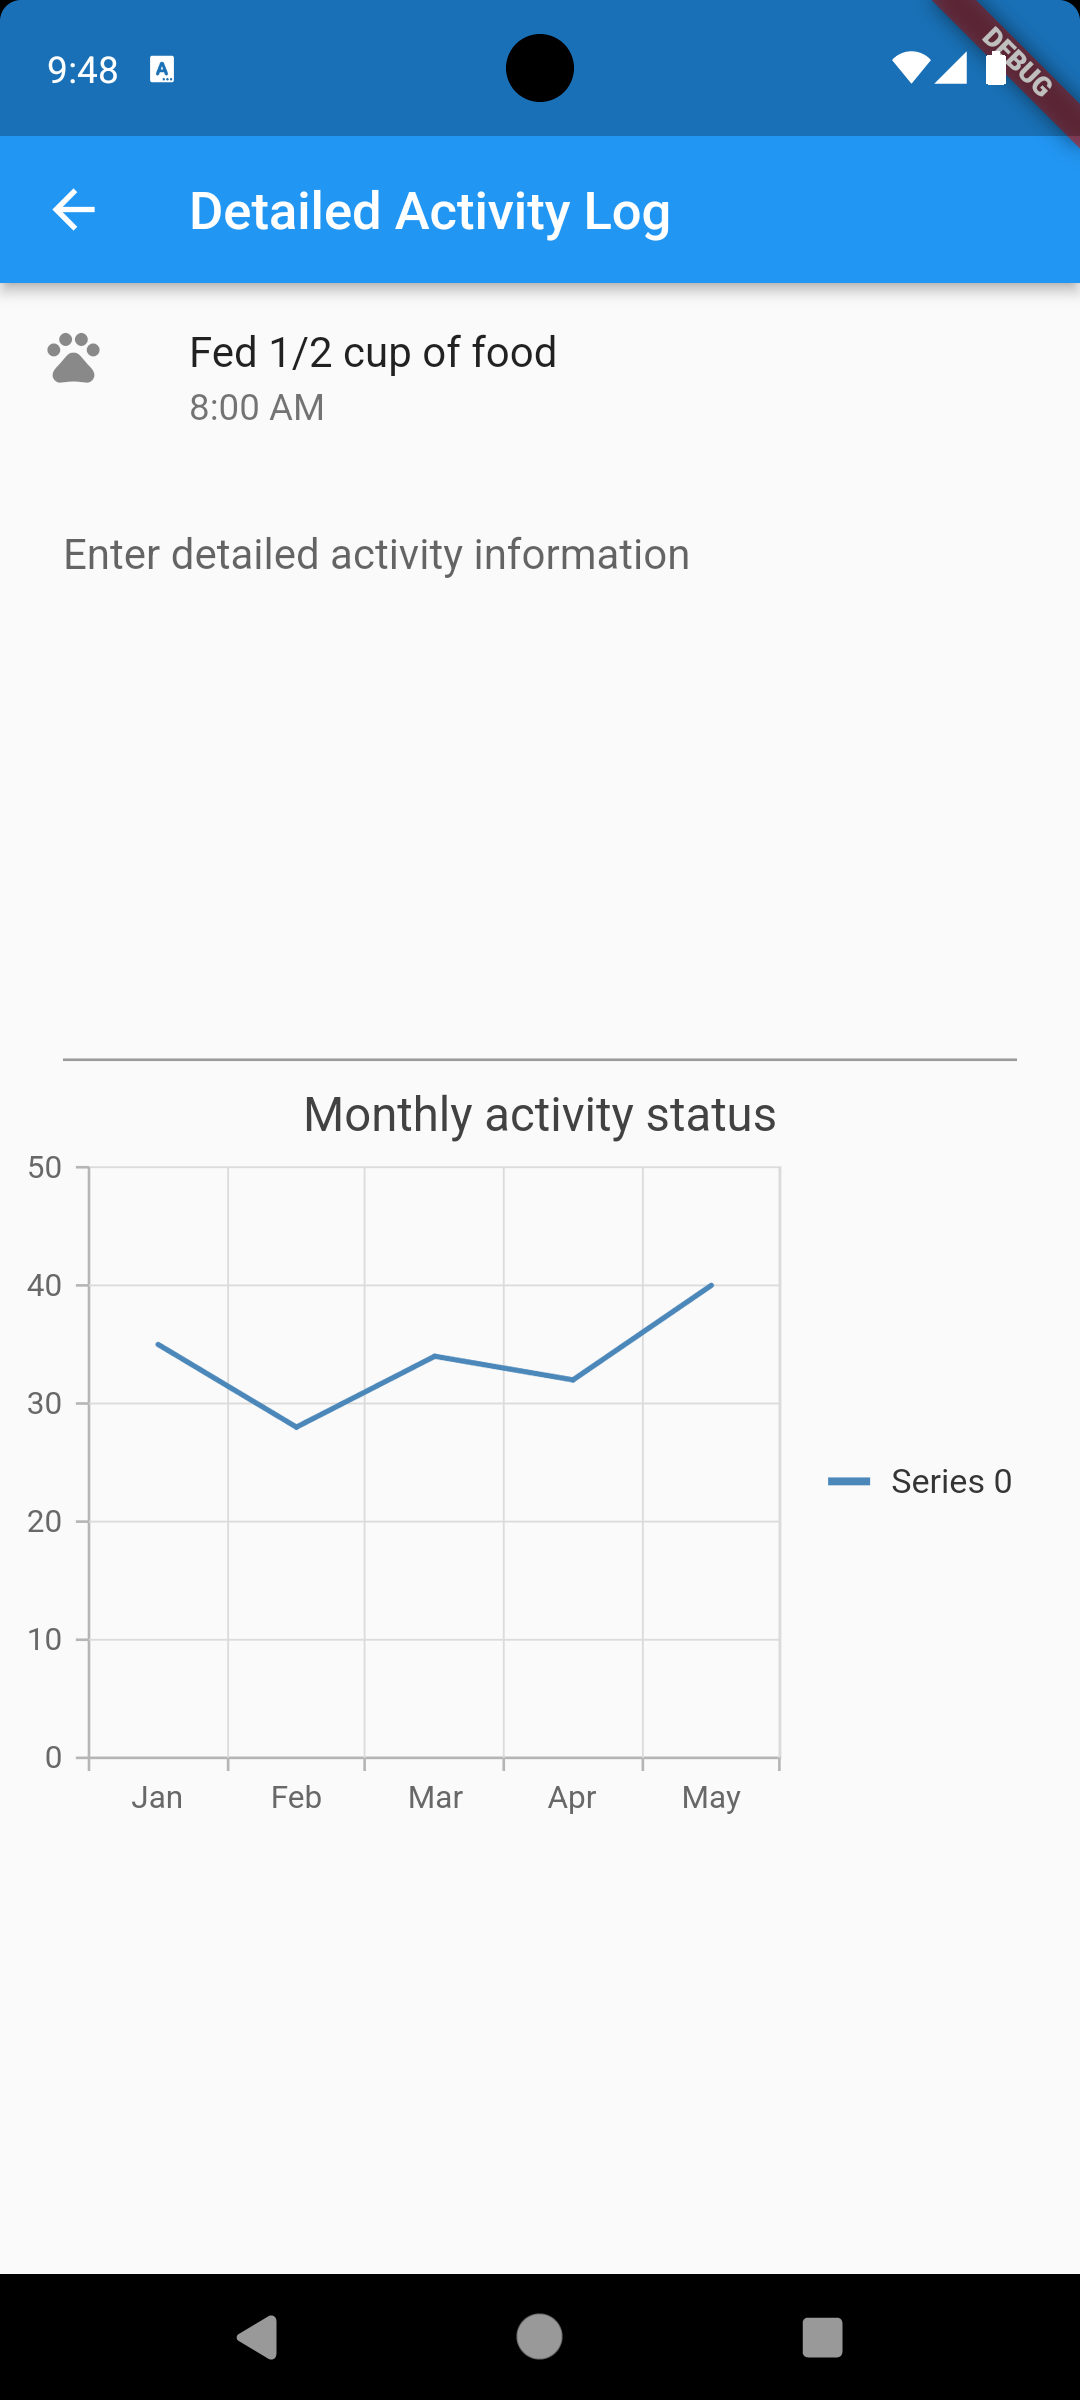 9:48
DEBUG
Detailed Activity Log
Fed 1/2 cup of food
8:00 AM
Enter detailed activity information
Monthly activity status
50
40
30
20
10
0
Jan Feb Mar Apr May
Series 0